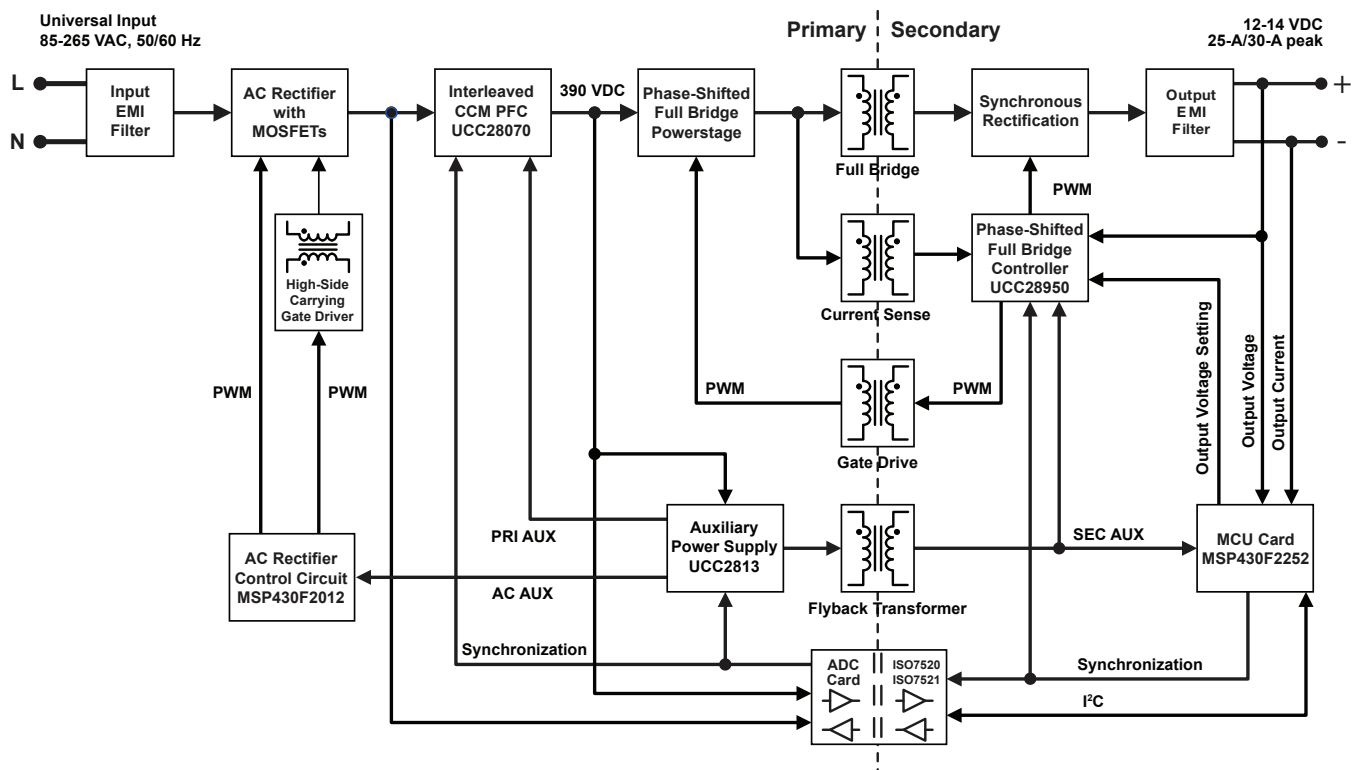 Universal Input
85-265 VAC, 50/60 Hz
Primary
Secondary
12-14 VDC
25-A/30-A peak
L
N
Input
EMI
Filter
AC Rectifier
with
MOSFETs
Interleaved
CCM PFC
UCC28070
390 VDC
Phase-Shifted
Full Bridge
Powerstage
Full Bridge
Synchronous
Rectification
Output
EMI
Filter
+
-
High-Side
Carrying
Gate Driver
Current Sense
PWM
Phase-Shifted
Full Bridge
Controller
UCC28950
PWM
PWM
PWM
PWM
Gate Drive
Output Voltage Setting
Output Voltage
Output Current
PRI AUX
AC AUX
AC Rectifier
Control Circuit
MSP430F2012
Auxiliary
Power Supply
UCC2813
Flyback Transformer
SEC AUX
MCU Card
MSP430F2252
Synchronization
ADC
Card
ISO7520
ISO7521
Synchronization
I²C